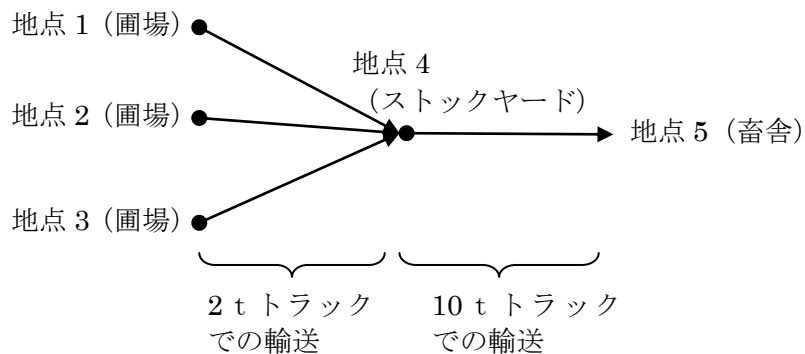 地点 1（圃場）
地点 4
（ストックヤード）
地点 2（圃場）
地点 5（畜舎）
地点 3（圃場）
2 t トラック
での輸送
10 t トラック
での輸送